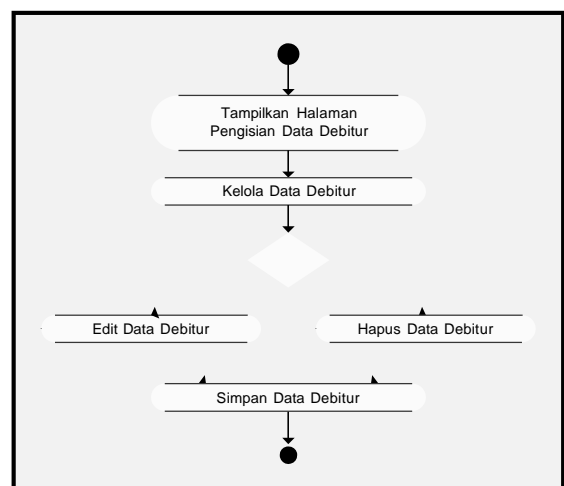 Tampilkan Halaman
Pengisian Data Debitur
Kelola Data Debitur
Edit Data Debitur
Hapus Data Debitur
Simpan Data Debitur